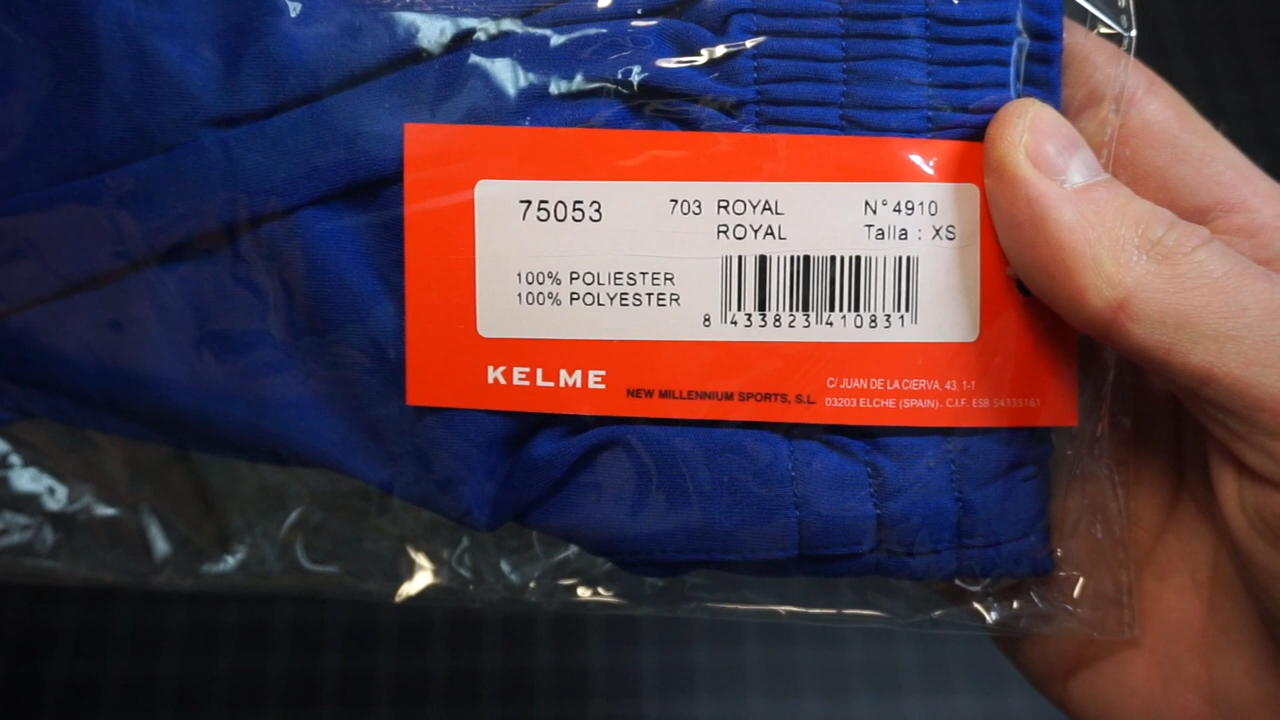 75053 703 ROYAL N°4910
ROYAL Talla : XS
100% POLIESTER
100% POLYESTER
8 433823 410831
KELME
NEW MILLENNIUM SPORTS, S.L.
C/ JUAN DE LA CIERVA, 43, 1-1
03203 ELCHE (SPAIN). C.I.F. ESB 54335161